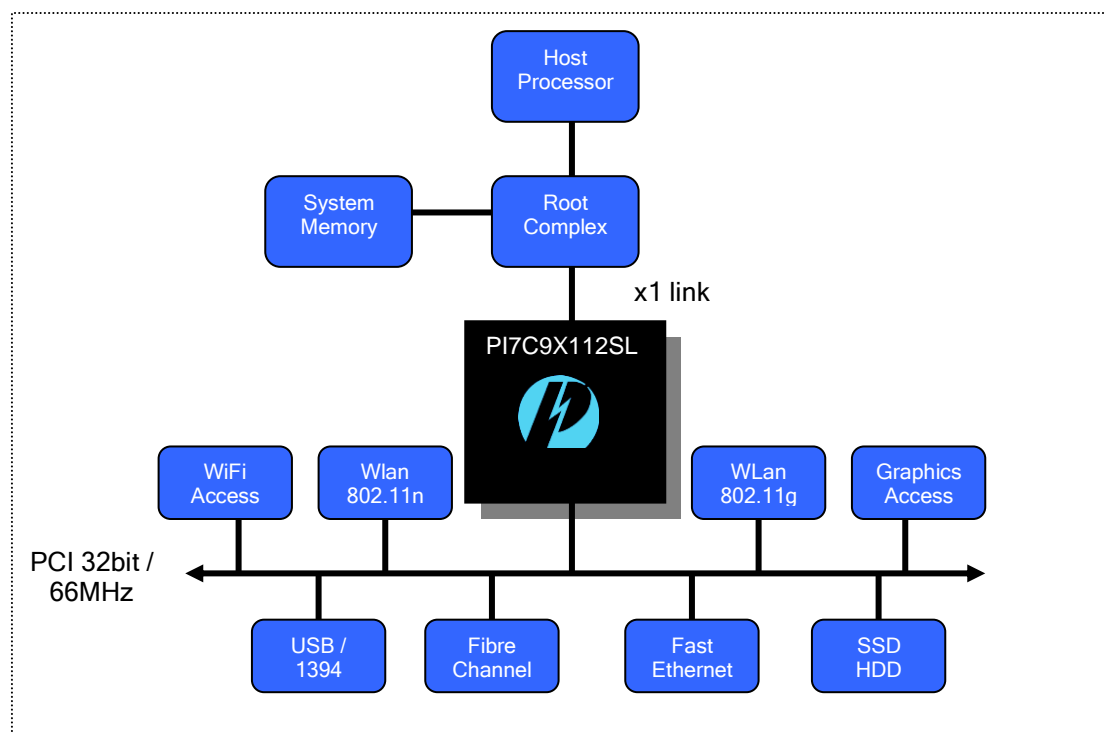 Host
Processor
System
Memory
Root
Complex
x1 link
PI7C9X112SL
WiFi
Access
Wlan
802.11n
WLan
802.11g
Graphics
Access
PCI 32bit /
66MHz
USB /
1394
Fibre
Channel
Fast
Ethernet
SSD
HDD